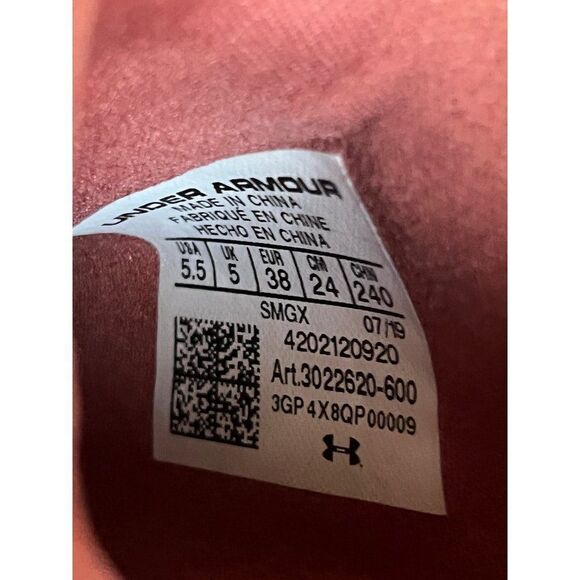 UNDER ARMOUR
MADE IN CHINA
FABRIQUÉ EN CHINE
HECHO EN CHINA
USA UK EUR CM CHN
5.5 5 38 24 240
SMGX 07/19
4202120920
Art.3022620-600
3GP4X8QP00009